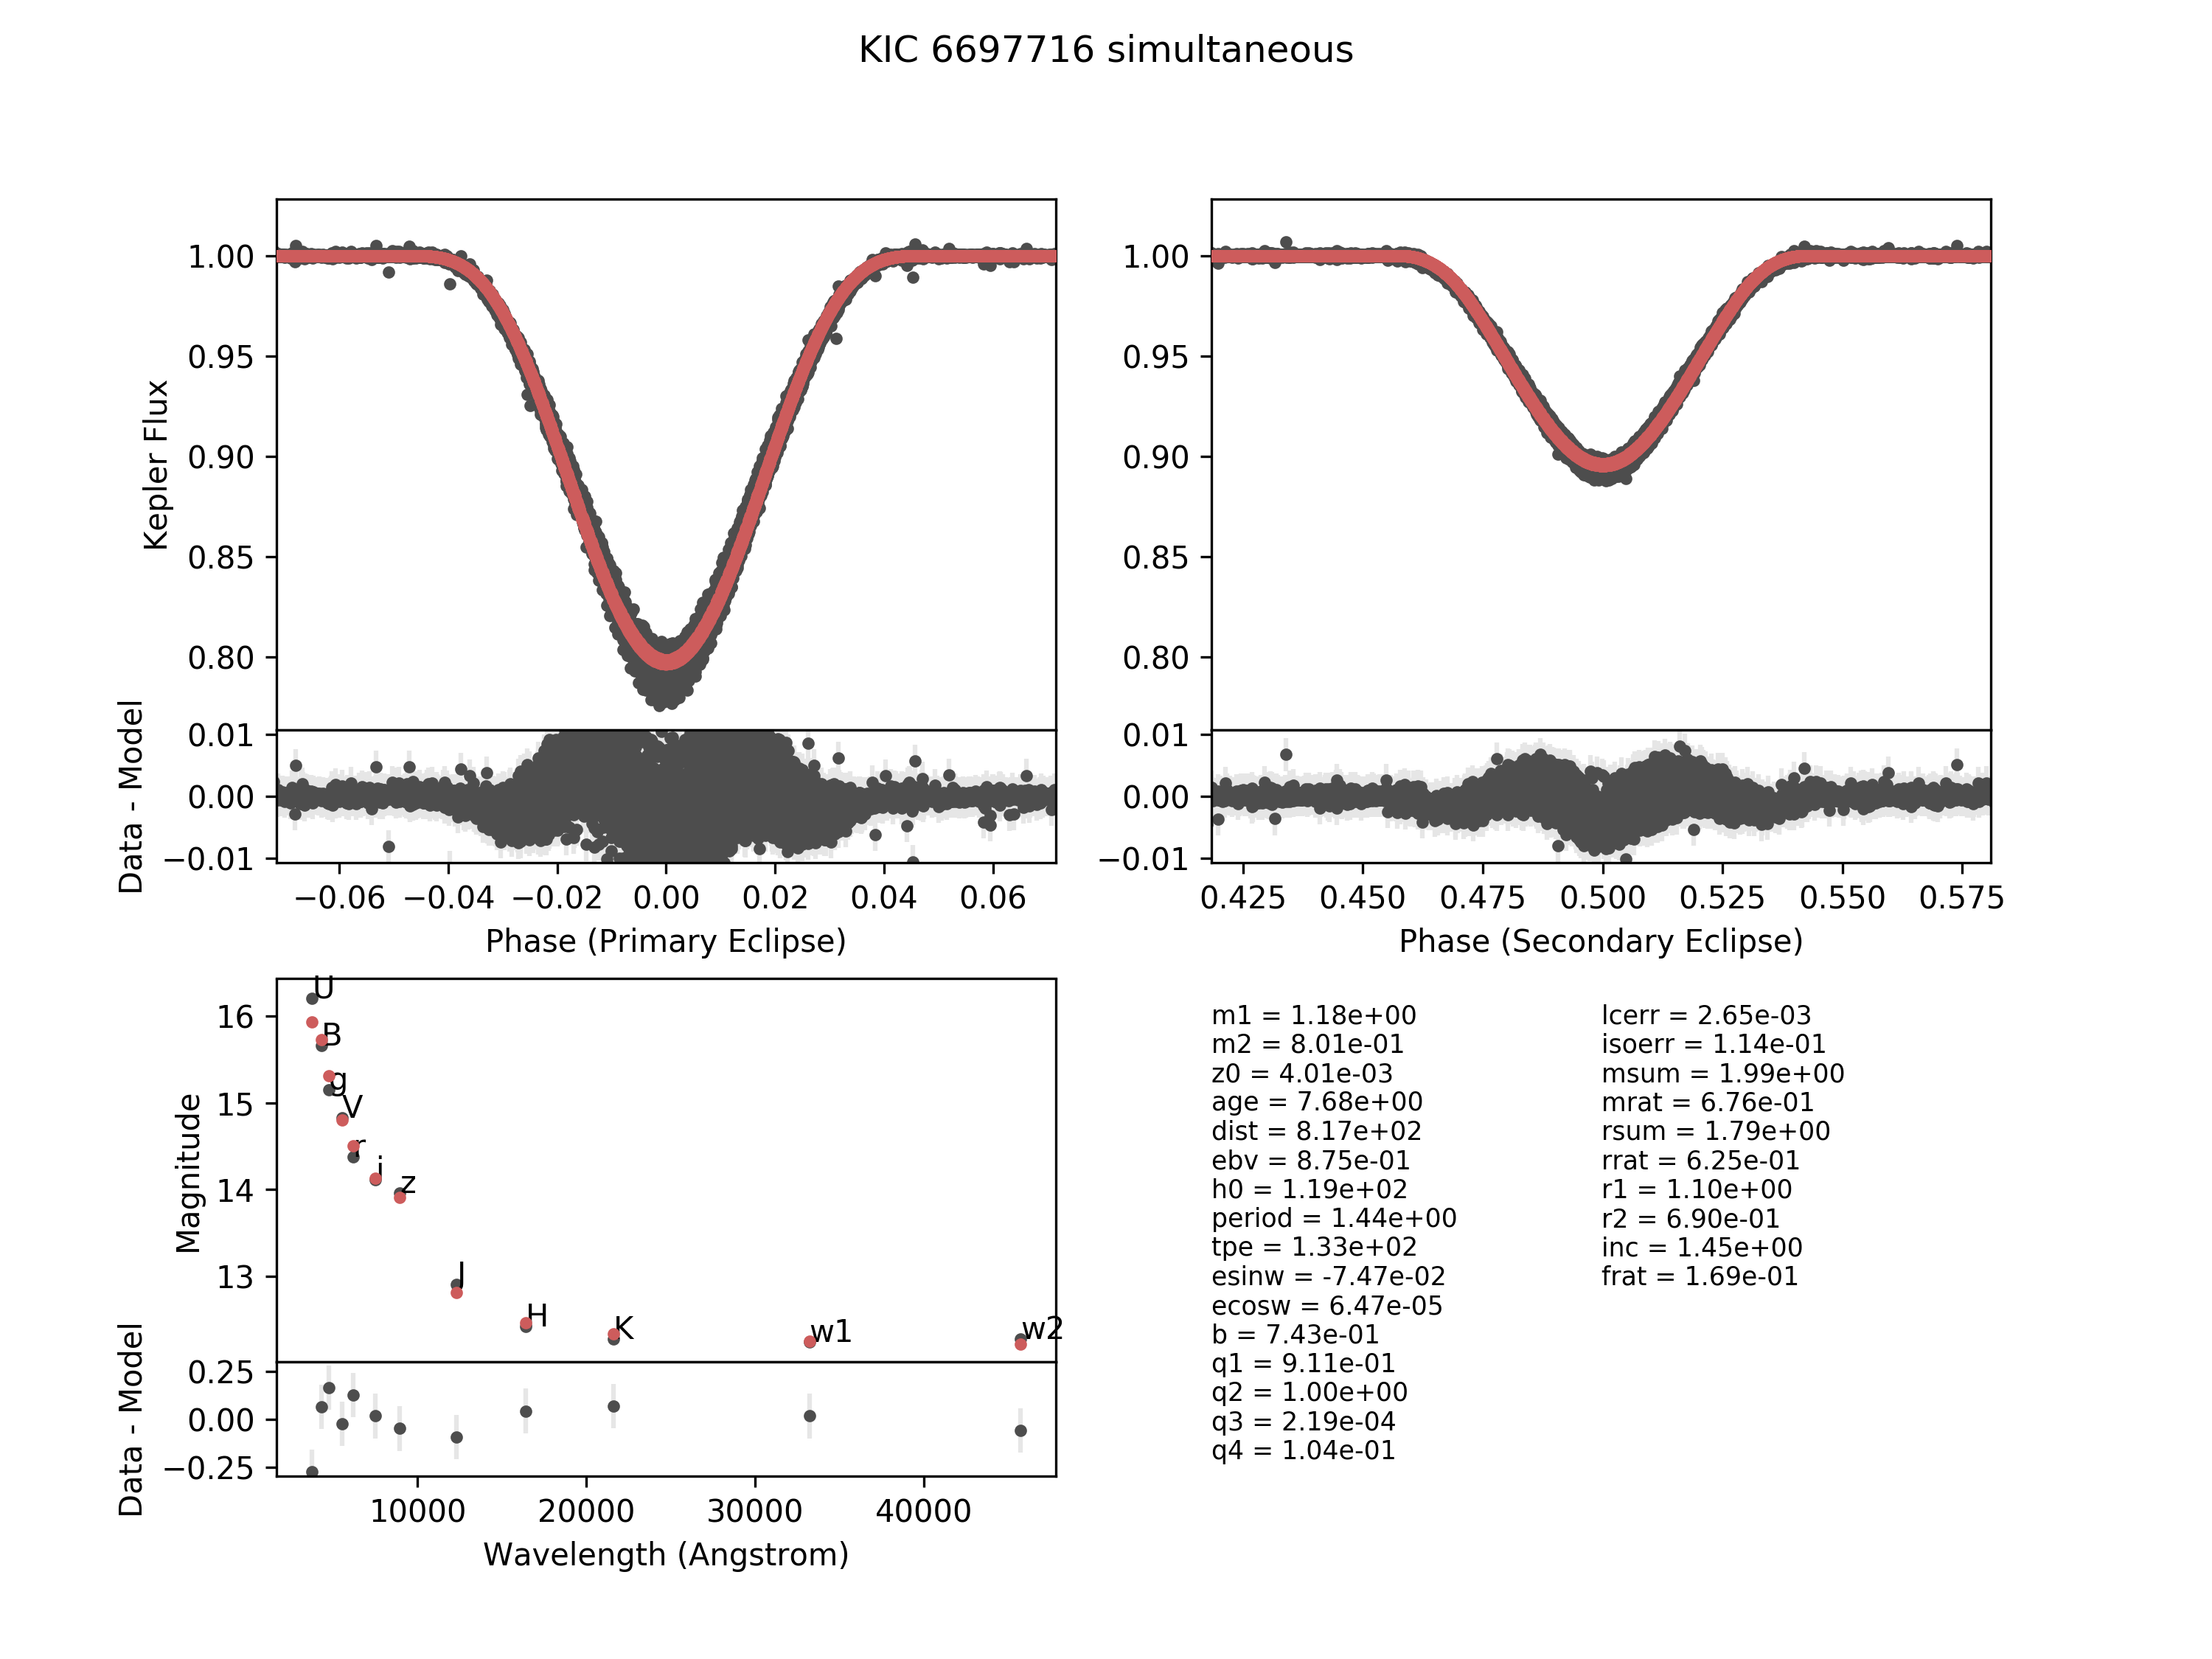 KIC 6697716 simultaneous
Kepler Flux
1.00
0.95
0.90
0.85
0.80
Data - Model
0.01
0.00
−0.01
−0.06 −0.04 −0.02 0.00 0.02 0.04 0.06
Phase (Primary Eclipse)
1.00
0.95
0.90
0.85
0.80
0.01
0.00
−0.01
0.425 0.450 0.475 0.500 0.525 0.550 0.575
Phase (Secondary Eclipse)
Magnitude
16
15
14
13
U
B
g
V
r
i
z
J
H
K
w1
w2
Data - Model
0.25
0.00
−0.25
10000 20000 30000 40000
Wavelength (Angstrom)
m1 = 1.18e+00
m2 = 8.01e-01
z0 = 4.01e-03
age = 7.68e+00
dist = 8.17e+02
ebv = 8.75e-01
h0 = 1.19e+02
period = 1.44e+00
tpe = 1.33e+02
esinw = -7.47e-02
ecosw = 6.47e-05
b = 7.43e-01
q1 = 9.11e-01
q2 = 1.00e+00
q3 = 2.19e-04
q4 = 1.04e-01
lcerr = 2.65e-03
isoerr = 1.14e-01
msum = 1.99e+00
mrat = 6.76e-01
rsum = 1.79e+00
rrat = 6.25e-01
r1 = 1.10e+00
r2 = 6.90e-01
inc = 1.45e+00
frat = 1.69e-01